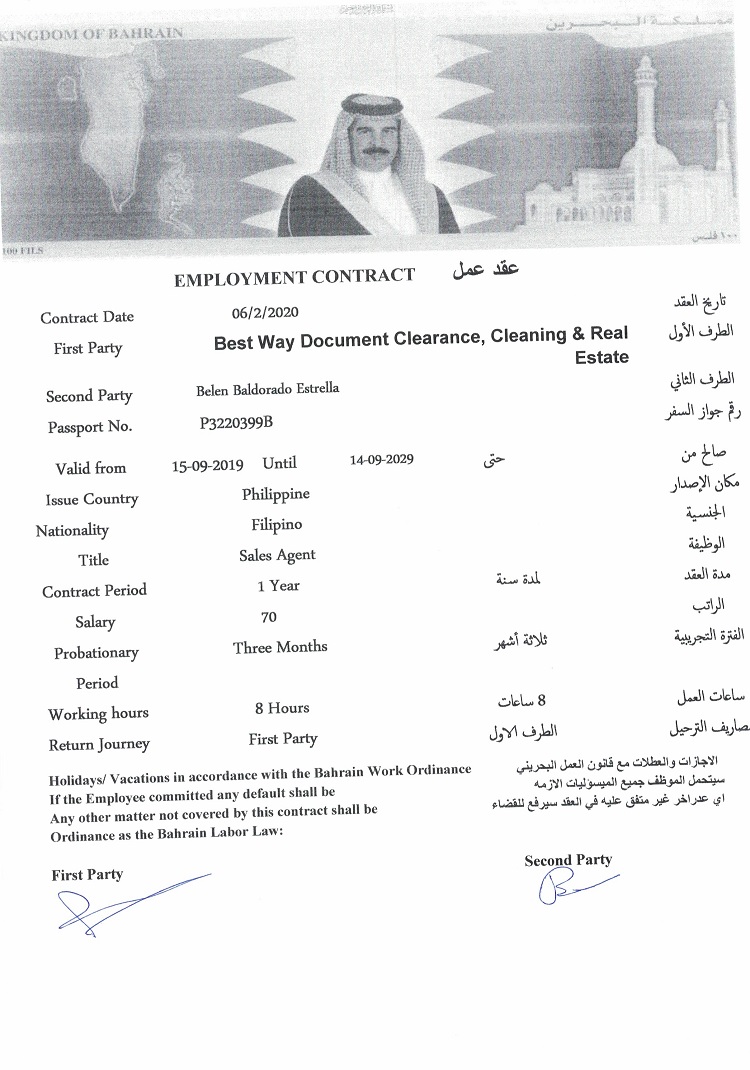 KINGDOM OF BAHRAIN مملكة البحرين
100 FILS ١٠٠ فلس
EMPLOYMENT CONTRACT عقد عمل
Contract Date 06/2/2020 تاريخ العقد
First Party Best Way Document Clearance, Cleaning & Real الطرف الأول
Estate
Second Party Belen Baldorado Estrella الطرف الثاني
Passport No. P3220399B رقم جواز السفر
Valid from 15-09-2019 Until 14-09-2029 حتى صالح من
Issue Country Philippine مكان الإصدار
Nationality Filipino الجنسية
Title Sales Agent الوظيفة
Contract Period 1 Year لمدة سنة مدة العقد
Salary 70 الراتب
Probationary Three Months ثلاثة أشهر الفترة التجريبية
Period
Working hours 8 Hours 8 ساعات ساعات العمل
Return Journey First Party الطرف الاول مصاريف الترحيل
Holidays/ Vacations in accordance with the Bahrain Work Ordinance الاجازات والعطلات مع قانون العمل البحريني
If the Employee committed any default shall be سيتحمل الموظف جميع الميسؤليات الازمه
Any other matter not covered by this contract shall be اي عدراخر غير متفق عليه في العقد سيرفع للقضاء
Ordinance as the Bahrain Labor Law:
First Party Second Party